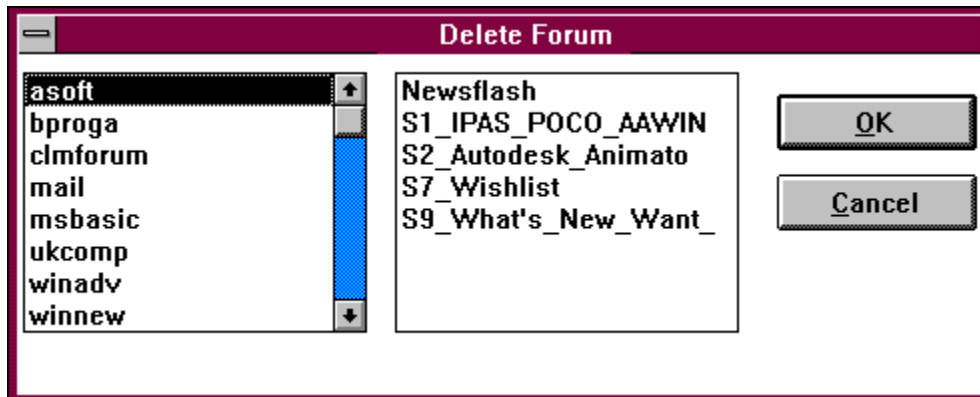 Delete Forum
asoft
bproga
clmforum
mail
msbasic
ukcomp
winadv
winnew
Newsflash
S1_IPAS_POCO_AAWIN
S2_Autodesk_Animato
S7_Wishlist
S9_What's_New_Want_
OK
Cancel